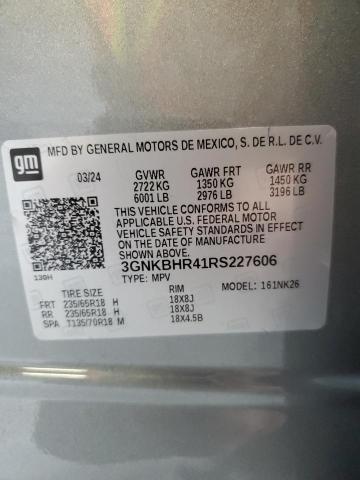 gm
MFD BY GENERAL MOTORS DE MEXICO, S. DE R.L. DE C.V.
03/24 GVWR GAWR FRT GAWR RR
2722 KG 1350 KG 1450 KG
6001 LB 2976 LB 3196 LB
THIS VEHICLE CONFORMS TO ALL
APPLICABLE U.S. FEDERAL MOTOR
VEHICLE SAFETY STANDARDS IN
EFFECT ON THE DATE OF MANUFACTURE
SHOWN ABOVE.
3GNKBHR41RS227606
139H TYPE: MPV
TIRE SIZE RIM MODEL: 161NK26
FRT 235/65R18 H 18X8J
RR 235/65R18 H 18X8J
SPA T135/70R18 M 18X4.5B